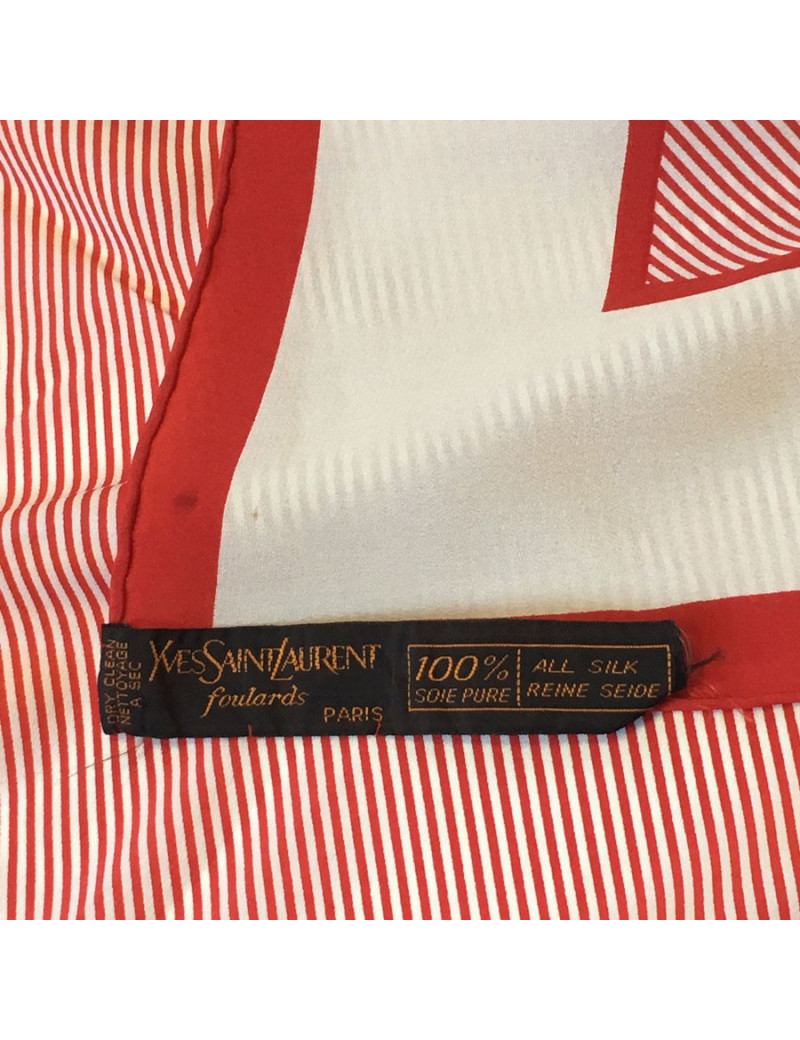 DRY CLEAN
NETTOYAGE
A SEC
YVESSAINTLAURENT
foulards
PARIS
100%
SOIE PURE
ALL SILK
REINE SEIDE